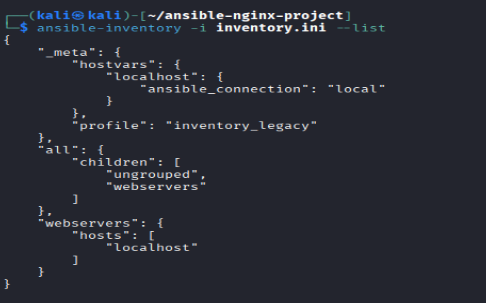 ┌──(kali㉿kali)-[~/ansible-nginx-project]
└─$ ansible-inventory -i inventory.ini --list
{
    "_meta": {
        "hostvars": {
            "localhost": {
                "ansible_connection": "local"
            }
        },
        "profile": "inventory_legacy"
    },
    "all": {
        "children": [
            "ungrouped",
            "webservers"
        ]
    },
    "webservers": {
        "hosts": [
            "localhost"
        ]
    }
}